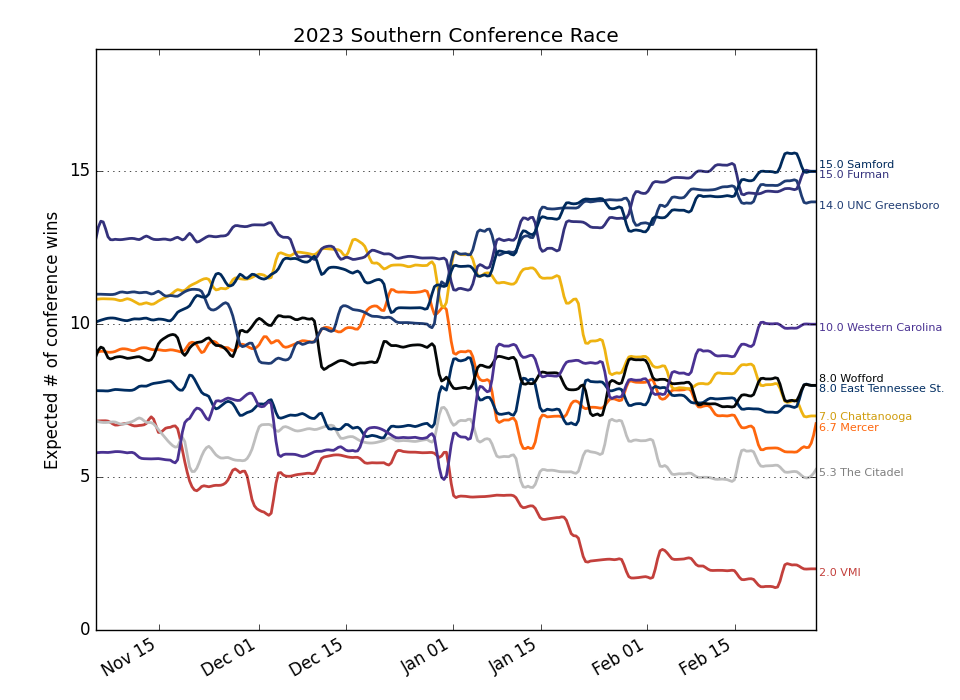 2023 Southern Conference Race
Expected # of conference wins
15
10
5
0
Nov 15
Dec 01
Dec 15
Jan 01
Jan 15
Feb 01
Feb 15
15.0 Samford
15.0 Furman
14.0 UNC Greensboro
10.0 Western Carolina
8.0 Wofford
8.0 East Tennessee St.
7.0 Chattanooga
6.7 Mercer
5.3 The Citadel
2.0 VMI